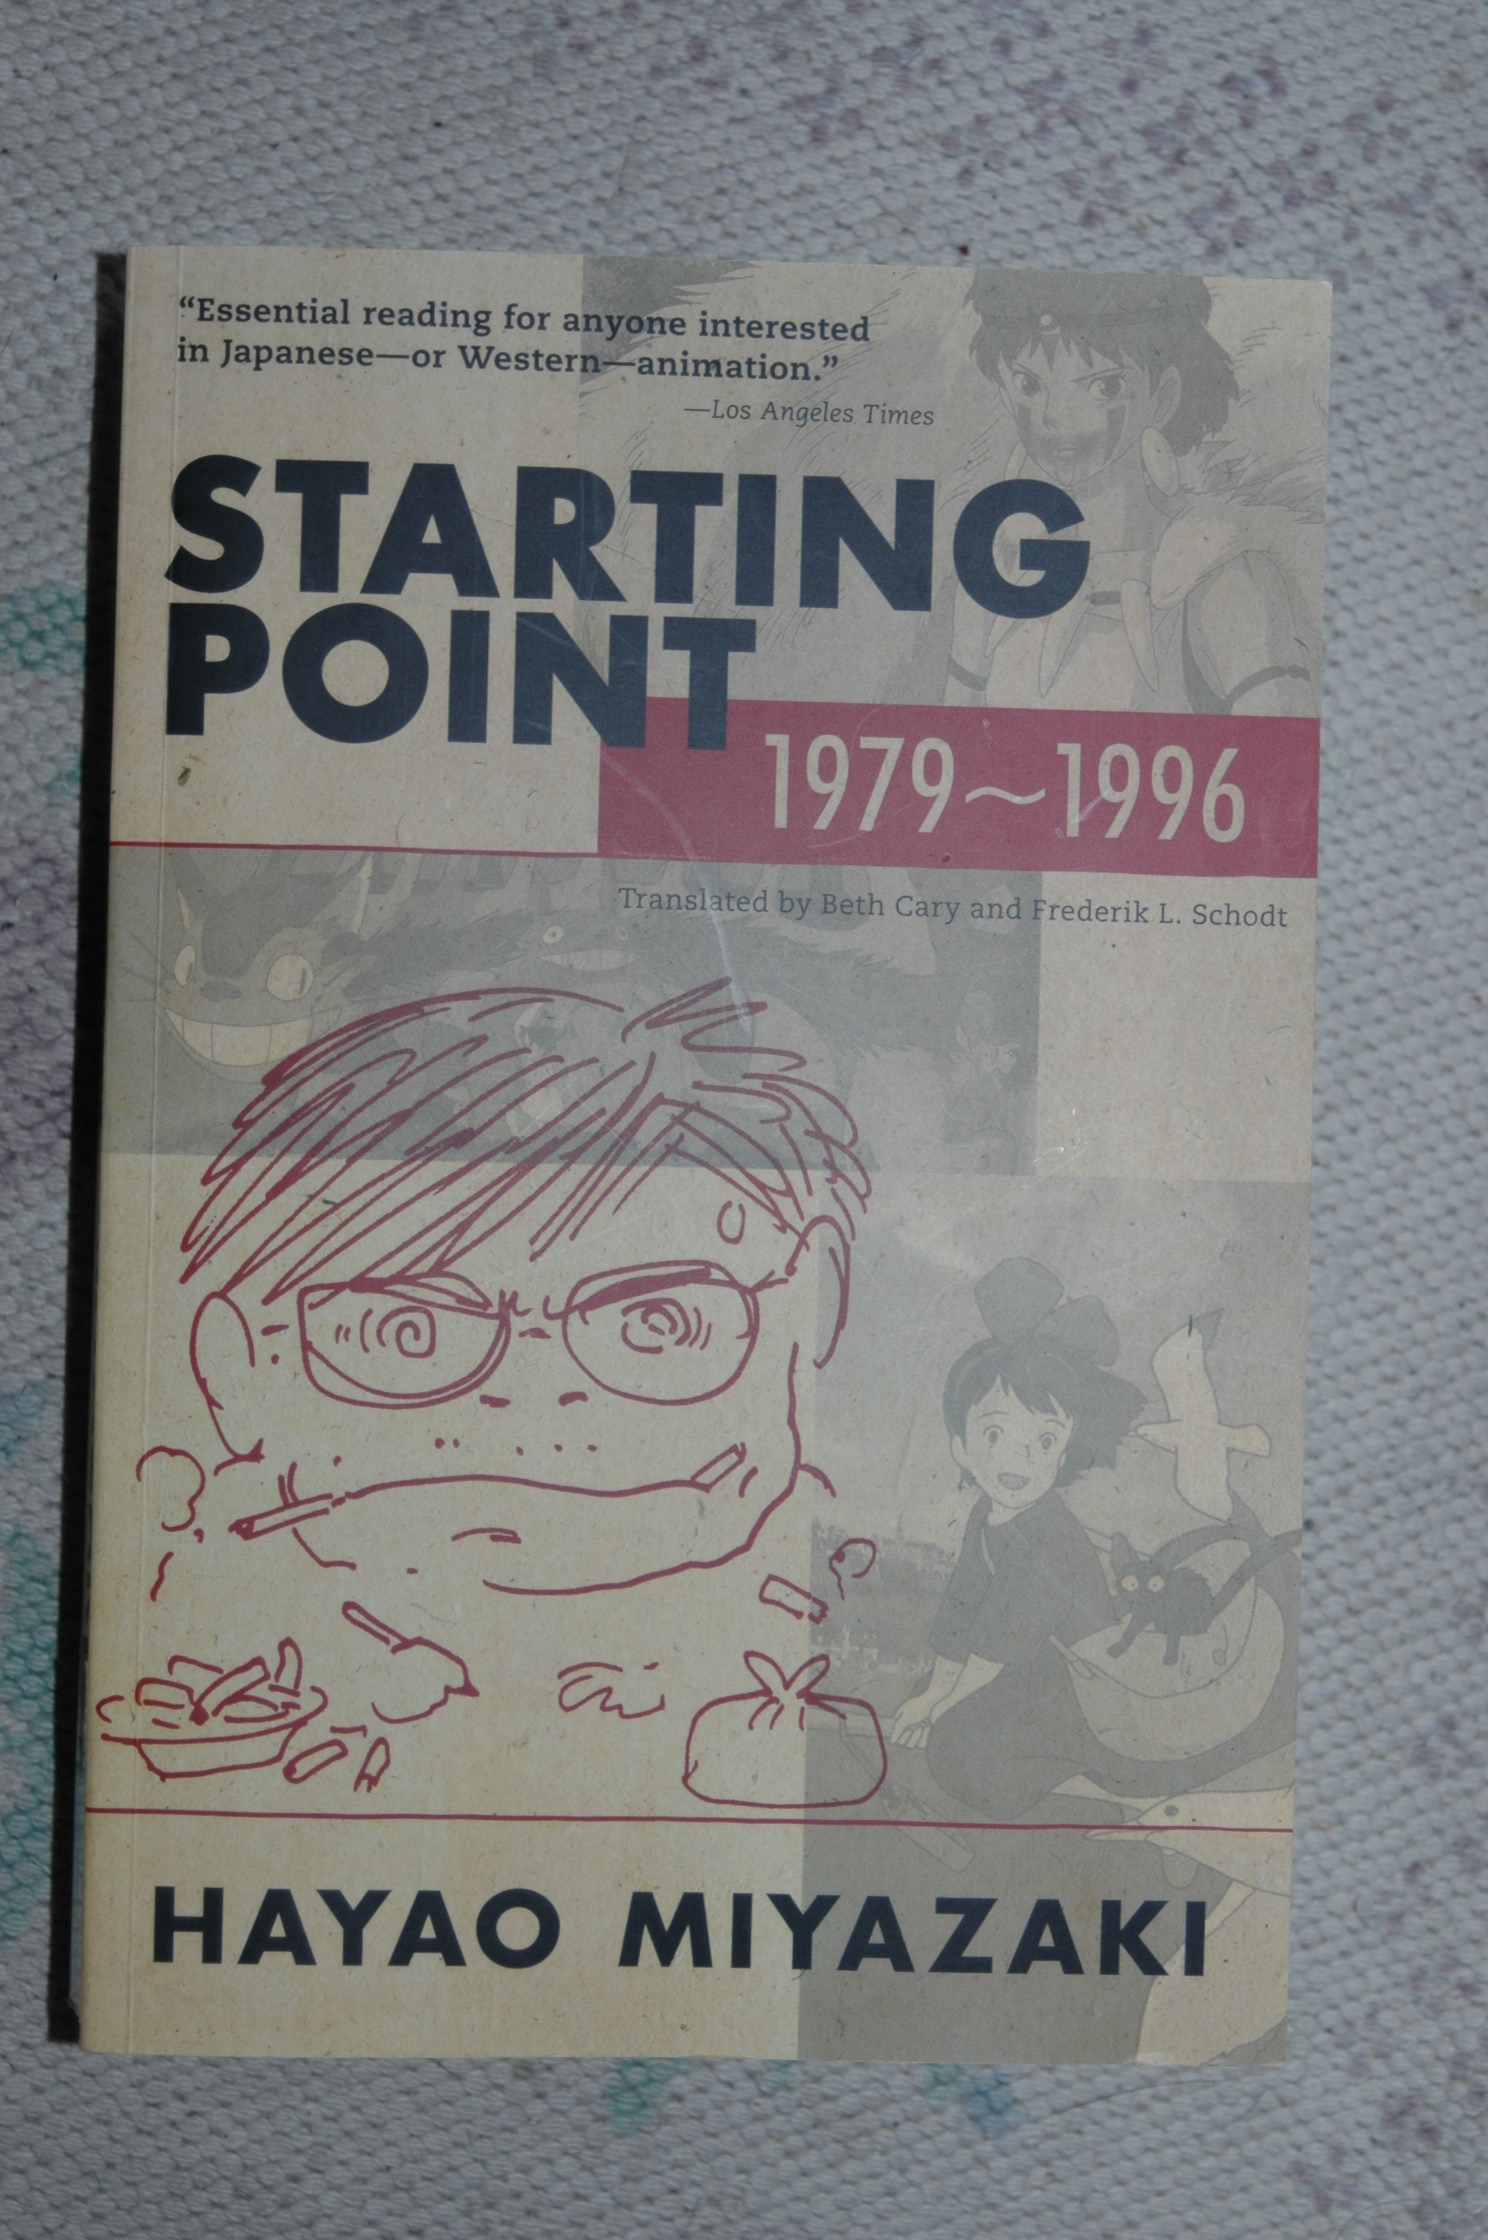 “Essential reading for anyone interested
in Japanese—or Western—animation.”
—Los Angeles Times
STARTING
POINT
1979~1996
Translated by Beth Cary and Frederik L. Schodt
HAYAO MIYAZAKI